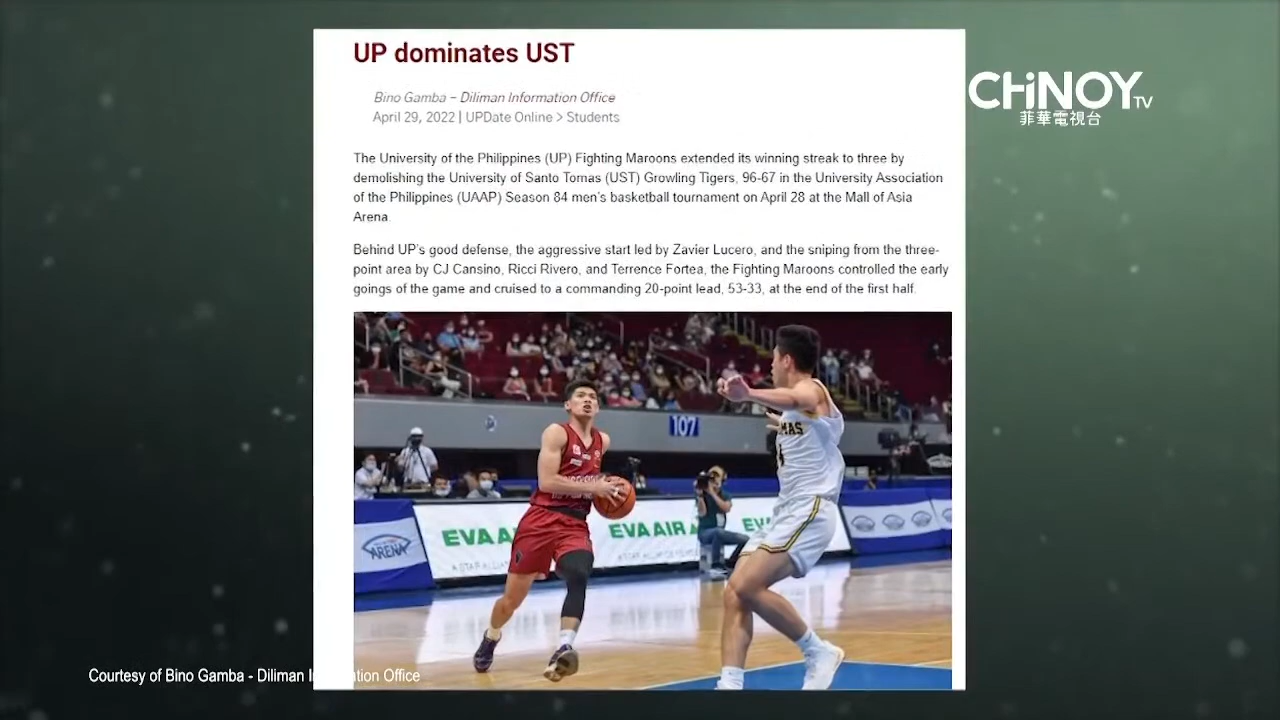 UP dominates UST
CHiNOY TV
菲華電視台
Bino Gamba – Diliman Information Office
April 29, 2022 | UPDate Online > Students
The University of the Philippines (UP) Fighting Maroons extended its winning streak to three by
demolishing the University of Santo Tomas (UST) Growling Tigers, 96-67 in the University Association
of the Philippines (UAAP) Season 84 men's basketball tournament on April 28 at the Mall of Asia
Arena.
Behind UP's good defense, the aggressive start led by Zavier Lucero, and the sniping from the three-
point area by CJ Cansino, Ricci Rivero, and Terrence Fortea, the Fighting Maroons controlled the early
goings of the game and cruised to a commanding 20-point lead, 53-33, at the end of the first half.
107
MAS
ARENA
EVA A
EVA AIR
EV
Courtesy of Bino Gamba - Diliman In ation Office